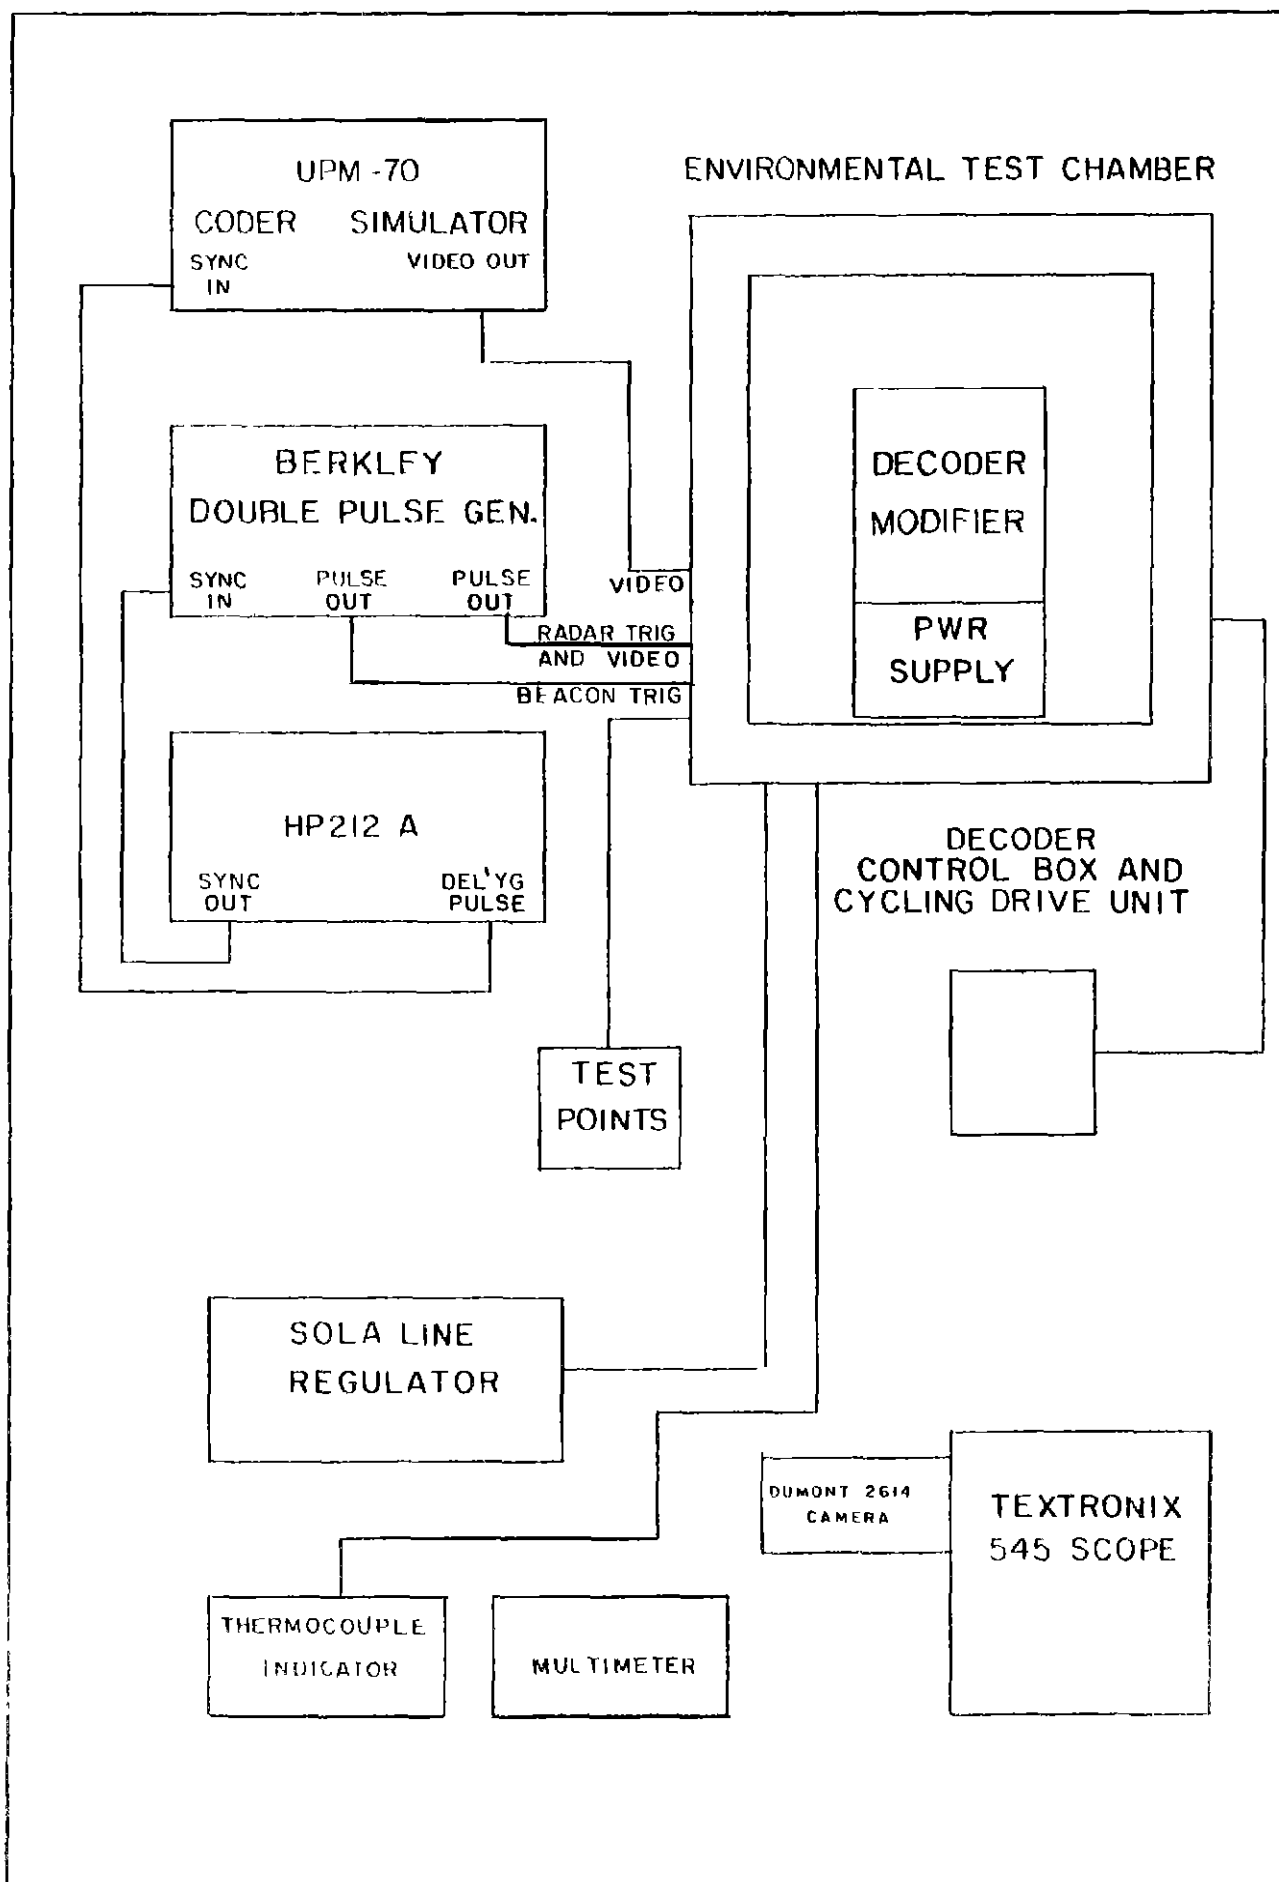 UPM-70
CODER SIMULATOR
SYNC IN
VIDEO OUT
ENVIRONMENTAL TEST CHAMBER
BERKLEY
DOUBLE PULSE GEN.
SYNC IN
PULSE OUT
PULSE OUT
DECODER
MODIFIER
PWR
SUPPLY
VIDEO
RADAR TRIG
AND VIDEO
BEACON TRIG
HP212 A
SYNC OUT
DEL'YG PULSE
DECODER
CONTROL BOX AND
CYCLING DRIVE UNIT
TEST
POINTS
SOLA LINE
REGULATOR
DUMONT 2614
CAMERA
TEXTRONIX
545 SCOPE
THERMOCOUPLE
INDICATOR
MULTIMETER